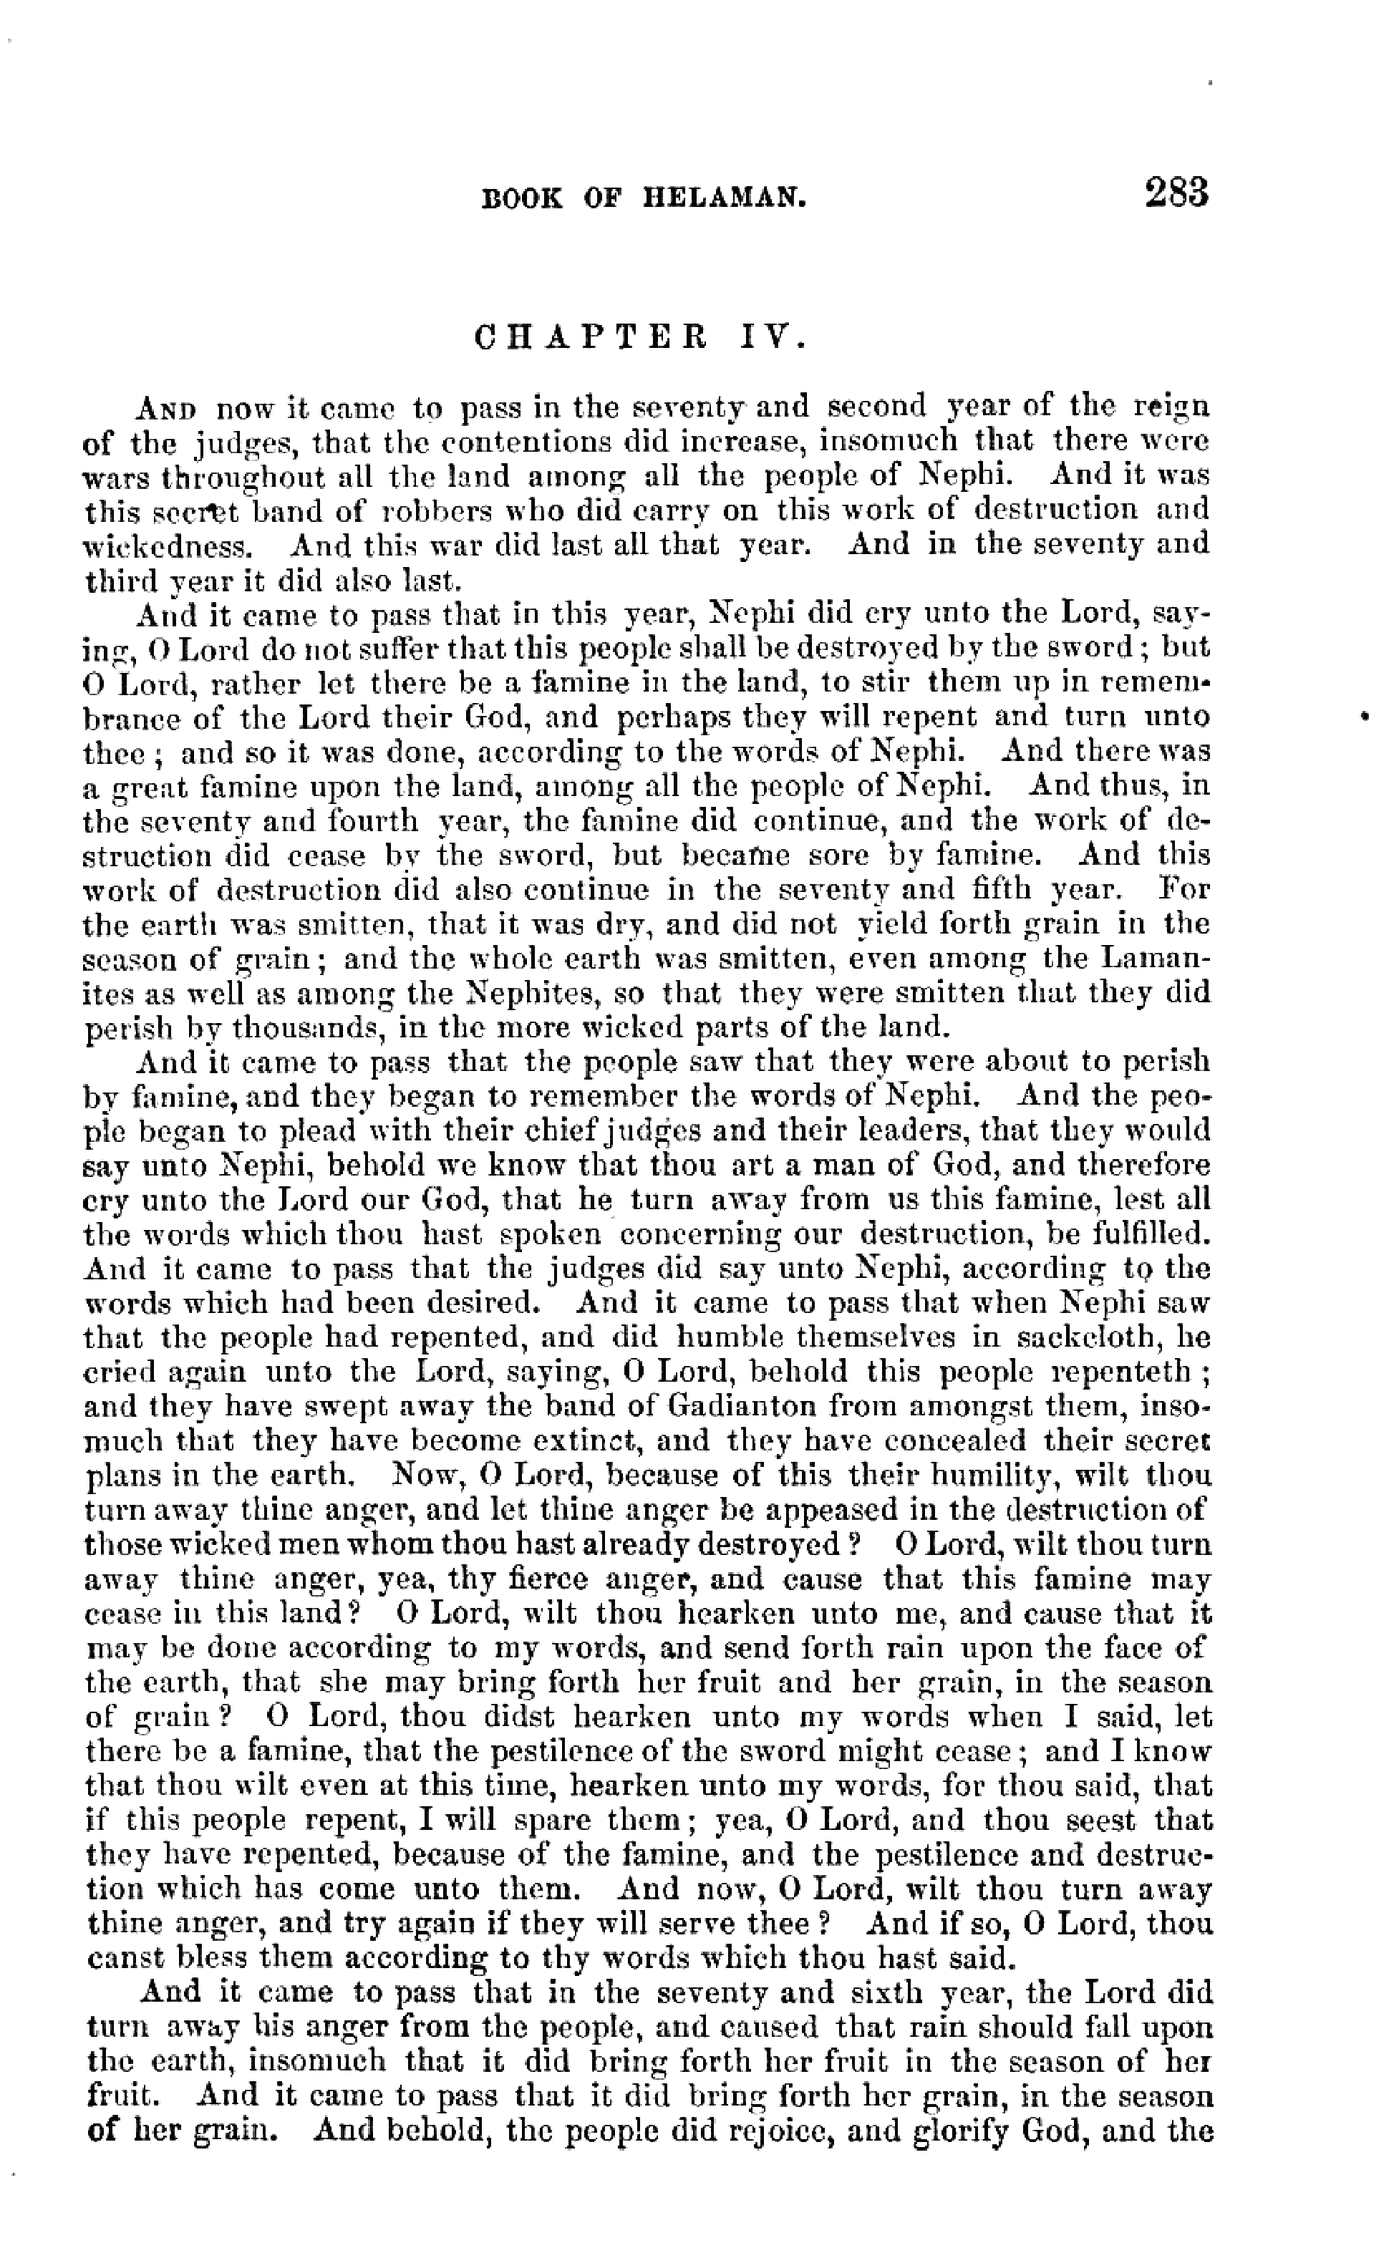 BOOK OF HELAMAN. 283
CHAPTER IV.
AND now it came to pass in the seventy and second year of the reign
of the judges, that the contentions did increase, insomuch that there were
wars throughout all the land among all the people of Nephi. And it was
this secret band of robbers who did carry on this work of destruction and
wickedness. And this war did last all that year. And in the seventy and
third year it did also last.
And it came to pass that in this year, Nephi did cry unto the Lord, say-
ing, O Lord do not suffer that this people shall be destroyed by the sword; but
O Lord, rather let there be a famine in the land, to stir them up in remem-
brance of the Lord their God, and perhaps they will repent and turn unto
thee; and so it was done, according to the words of Nephi. And there was
a great famine upon the land, among all the people of Nephi. And thus, in
the seventy and fourth year, the famine did continue, and the work of de-
struction did cease by the sword, but became sore by famine. And this
work of destruction did also continue in the seventy and fifth year. For
the earth was smitten, that it was dry, and did not yield forth grain in the
season of grain; and the whole earth was smitten, even among the Laman-
ites as well as among the Nephites, so that they were smitten that they did
perish by thousands, in the more wicked parts of the land.
And it came to pass that the people saw that they were about to perish
by famine, and they began to remember the words of Nephi. And the peo-
ple began to plead with their chief judges and their leaders, that they would
say unto Nephi, behold we know that thou art a man of God, and therefore
cry unto the Lord our God, that he turn away from us this famine, lest all
the words which thou hast spoken concerning our destruction, be fulfilled.
And it came to pass that the judges did say unto Nephi, according to the
words which had been desired. And it came to pass that when Nephi saw
that the people had repented, and did humble themselves in sackcloth, he
cried again unto the Lord, saying, O Lord, behold this people repenteth;
and they have swept away the band of Gadianton from amongst them, inso-
much that they have become extinct, and they have concealed their secret
plans in the earth. Now, O Lord, because of this their humility, wilt thou
turn away thine anger, and let thine anger be appeased in the destruction of
those wicked men whom thou hast already destroyed? O Lord, wilt thou turn
away thine anger, yea, thy fierce anger, and cause that this famine may
cease in this land? O Lord, wilt thou hearken unto me, and cause that it
may be done according to my words, and send forth rain upon the face of
the earth, that she may bring forth her fruit and her grain, in the season
of grain? O Lord, thou didst hearken unto my words when I said, let
there be a famine, that the pestilence of the sword might cease; and I know
that thou wilt even at this time, hearken unto my words, for thou said, that
if this people repent, I will spare them; yea, O Lord, and thou seest that
they have repented, because of the famine, and the pestilence and destruc-
tion which has come unto them. And now, O Lord, wilt thou turn away
thine anger, and try again if they will serve thee? And if so, O Lord, thou
canst bless them according to thy words which thou hast said.
And it came to pass that in the seventy and sixth year, the Lord did
turn away his anger from the people, and caused that rain should fall upon
the earth, insomuch that it did bring forth her fruit in the season of her
fruit. And it came to pass that it did bring forth her grain, in the season
of her grain. And behold, the people did rejoice, and glorify God, and the